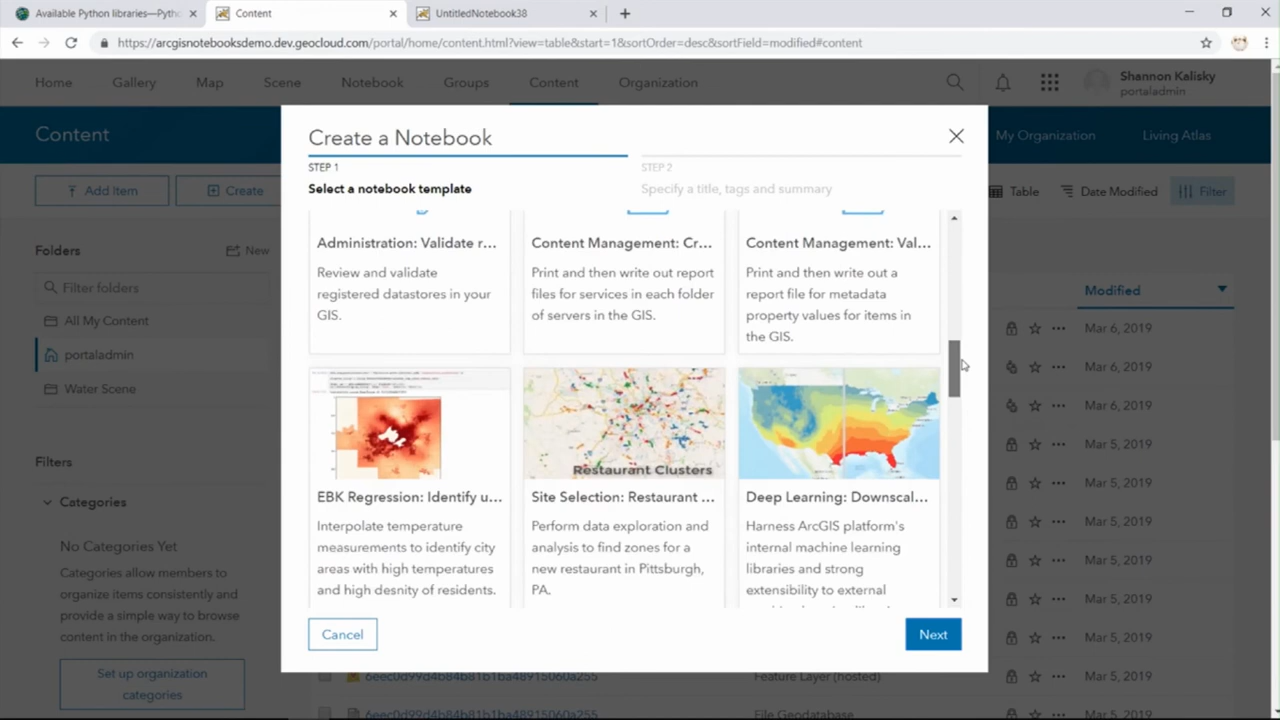 Available Python libraries—Pytho
Content
UntitledNotebook38
https://arcgisnotebooksdemo.dev.geocloud.com/portal/home/content.html?view=table&start=1&sortOrder=desc&sortField=modified#content
Home Gallery Map Scene Notebook Groups Content Organization
Shannon Kalisky
portaladmin
Content
My Organization Living Atlas
Create a Notebook
STEP 1
Select a notebook template
STEP 2
Specify a title, tags and summary
Add Item Create
Table Date Modified Filter
Folders New
Filter folders
All My Content
portaladmin
Water Scene
Filters
Categories
No Categories Yet
Categories allow members to
organize items consistently and
provide a simple way to browse
content in the organization.
Set up organization
categories
Administration: Validate r...
Review and validate
registered datastores in your
GIS.
Content Management: Cr...
Print and then write out report
files for services in each folder
of servers in the GIS.
Content Management: Val...
Print and then write out a
report file for metadata
property values for items in
the GIS.
EBK Regression: Identify u...
Interpolate temperature
measurements to identify city
areas with high temperatures
and high desnity of residents.
Restaurant Clusters
Site Selection: Restaurant ...
Perform data exploration and
analysis to find zones for a
new restaurant in Pittsburgh,
PA.
Deep Learning: Downscal...
Harness ArcGIS platform's
internal machine learning
libraries and strong
extensibility to external
Cancel
Next
Modified
Mar 6, 2019
Mar 6, 2019
Mar 6, 2019
Mar 5, 2019
Mar 5, 2019
Mar 5, 2019
Mar 5, 2019
Mar 5, 2019
Mar 5, 2019
6eec0d99d4b84b81b1ba48915060a255 Feature Layer (hosted) Mar 5, 2019
6eec0d99d4b84b81b1ba48915060a255 File Geodatabase Mar 5, 2019